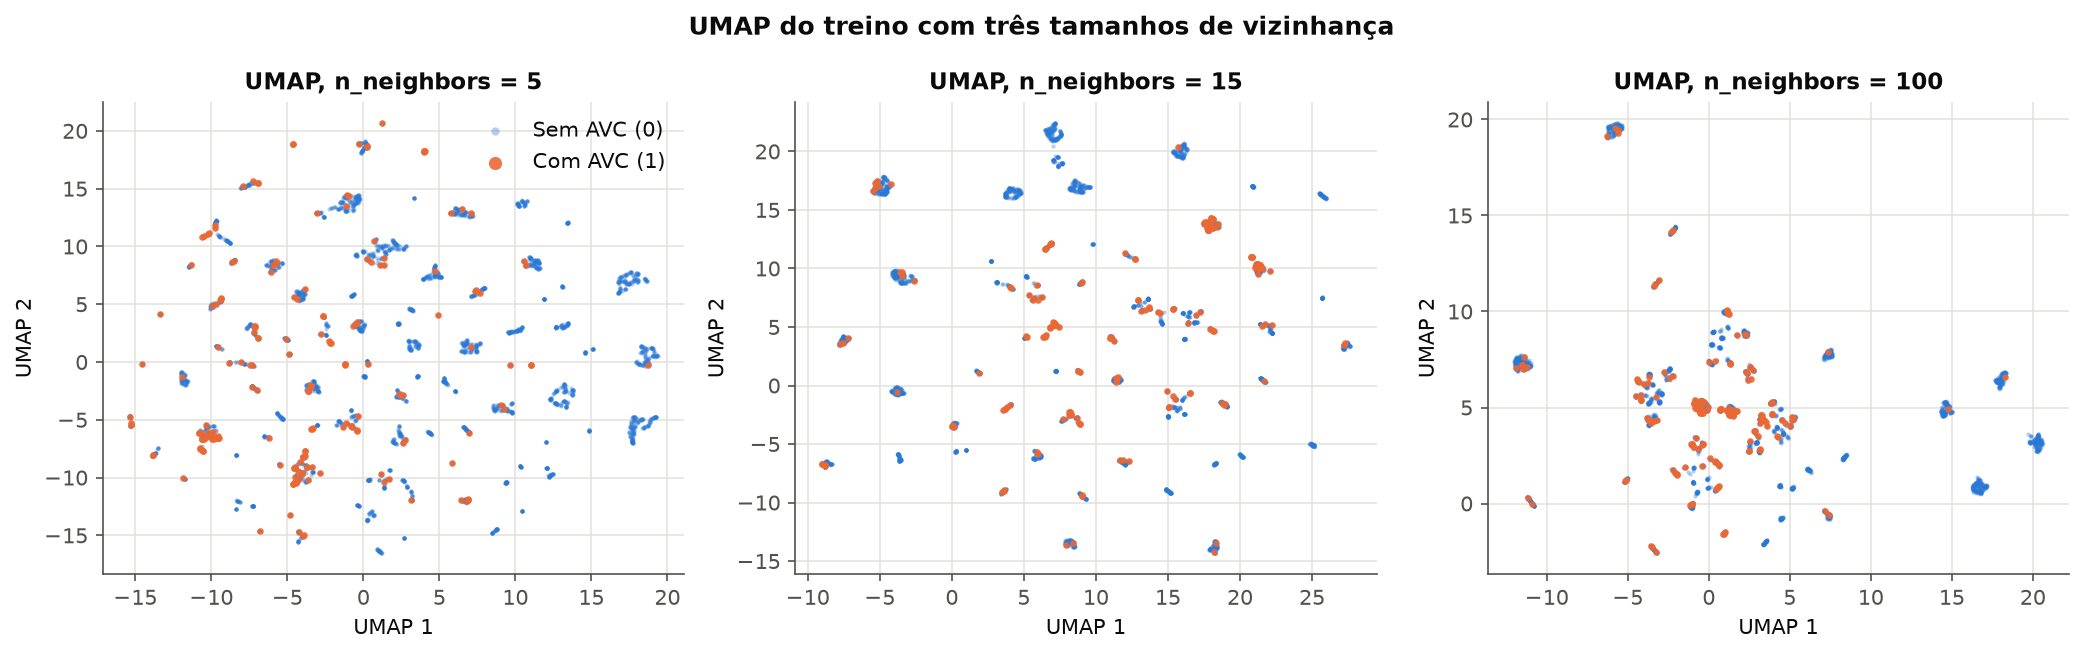 UMAP do treino com três tamanhos de vizinhança
UMAP, n_neighbors = 5
Sem AVC (0)
Com AVC (1)
20
15
10
5
0
−5
−10
−15
UMAP 2
−15 −10 −5 0 5 10 15 20
UMAP 1
UMAP, n_neighbors = 15
20
15
10
5
0
−5
−10
−15
UMAP 2
−10 −5 0 5 10 15 20 25
UMAP 1
UMAP, n_neighbors = 100
20
15
10
5
0
UMAP 2
−10 −5 0 5 10 15 20
UMAP 1